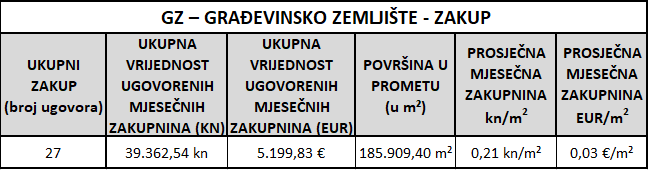 GZ – GRAĐEVINSKO ZEMLJIŠTE - ZAKUP
UKUPNI
ZAKUP
(broj ugovora)
UKUPNA
VRIJEDNOST
UGOVORENIH
MJESEČNIH
ZAKUPNINA (KN)
UKUPNA
VRIJEDNOST
UGOVORENIH
MJESEČNIH
ZAKUPNINA (EUR)
POVRŠINA U
PROMETU
(u m²)
PROSJEČNA
MJESEČNA
ZAKUPNINA
kn/m²
PROSJEČNA
MJESEČNA
ZAKUPNINA
EUR/m²
27
39.362,54 kn
5.199,83 €
185.909,40 m²
0,21 kn/m²
0,03 €/m²